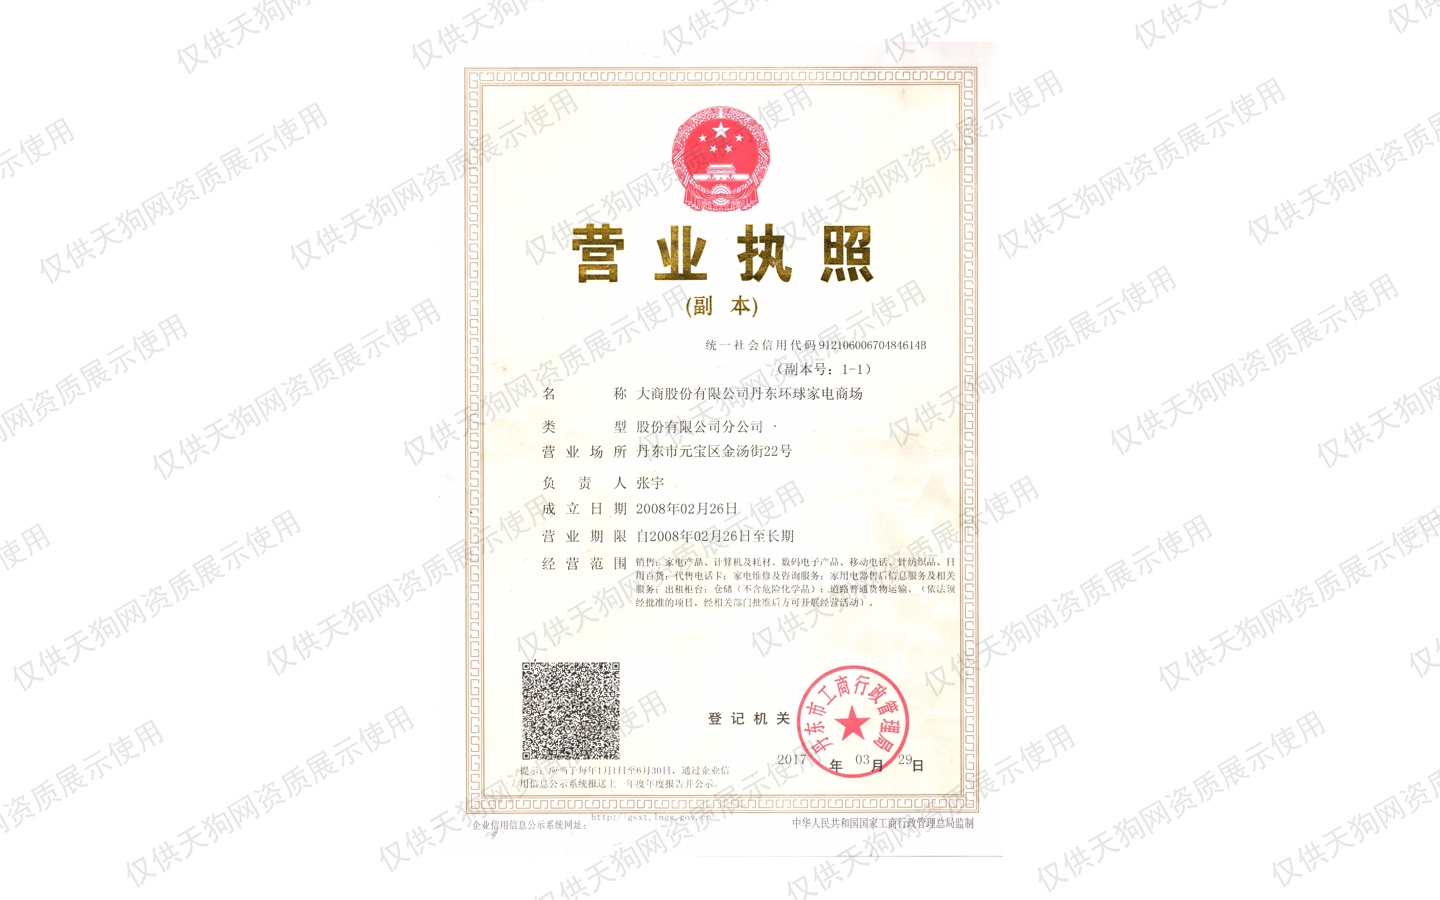 营业执照
(副 本)
统一社会信用代码91210600670484614B
（副本号：1-1）
名 称 大商股份有限公司丹东环球家电商场
类 型 股份有限公司分公司
营业场所 丹东市元宝区金汤街22号
负 责 人 张宇
成立日期 2008年02月26日
营业期限 自2008年02月26日至长期
经营范围 销售：家电产品、计算机及耗材、数码电子产品、移动电话、针纺织品、日
用百货；代售电话卡；家电维修及咨询服务；家用电器售后信息服务及相关
服务；出租柜台；仓储（不含危险化学品）；道路普通货物运输。（依法须
经批准的项目，经相关部门批准后方可开展经营活动）。
登记机关
丹东市工商行政管理局
2017年03月29日
提示：应当于每年1月1日至6月30日，通过企业信
用信息公示系统报送上一年度年度报告并公示。
企业信用信息公示系统网址：http://gsxt.lngs.gov.cn
中华人民共和国国家工商行政管理总局监制
仅供天狗网资质展示使用